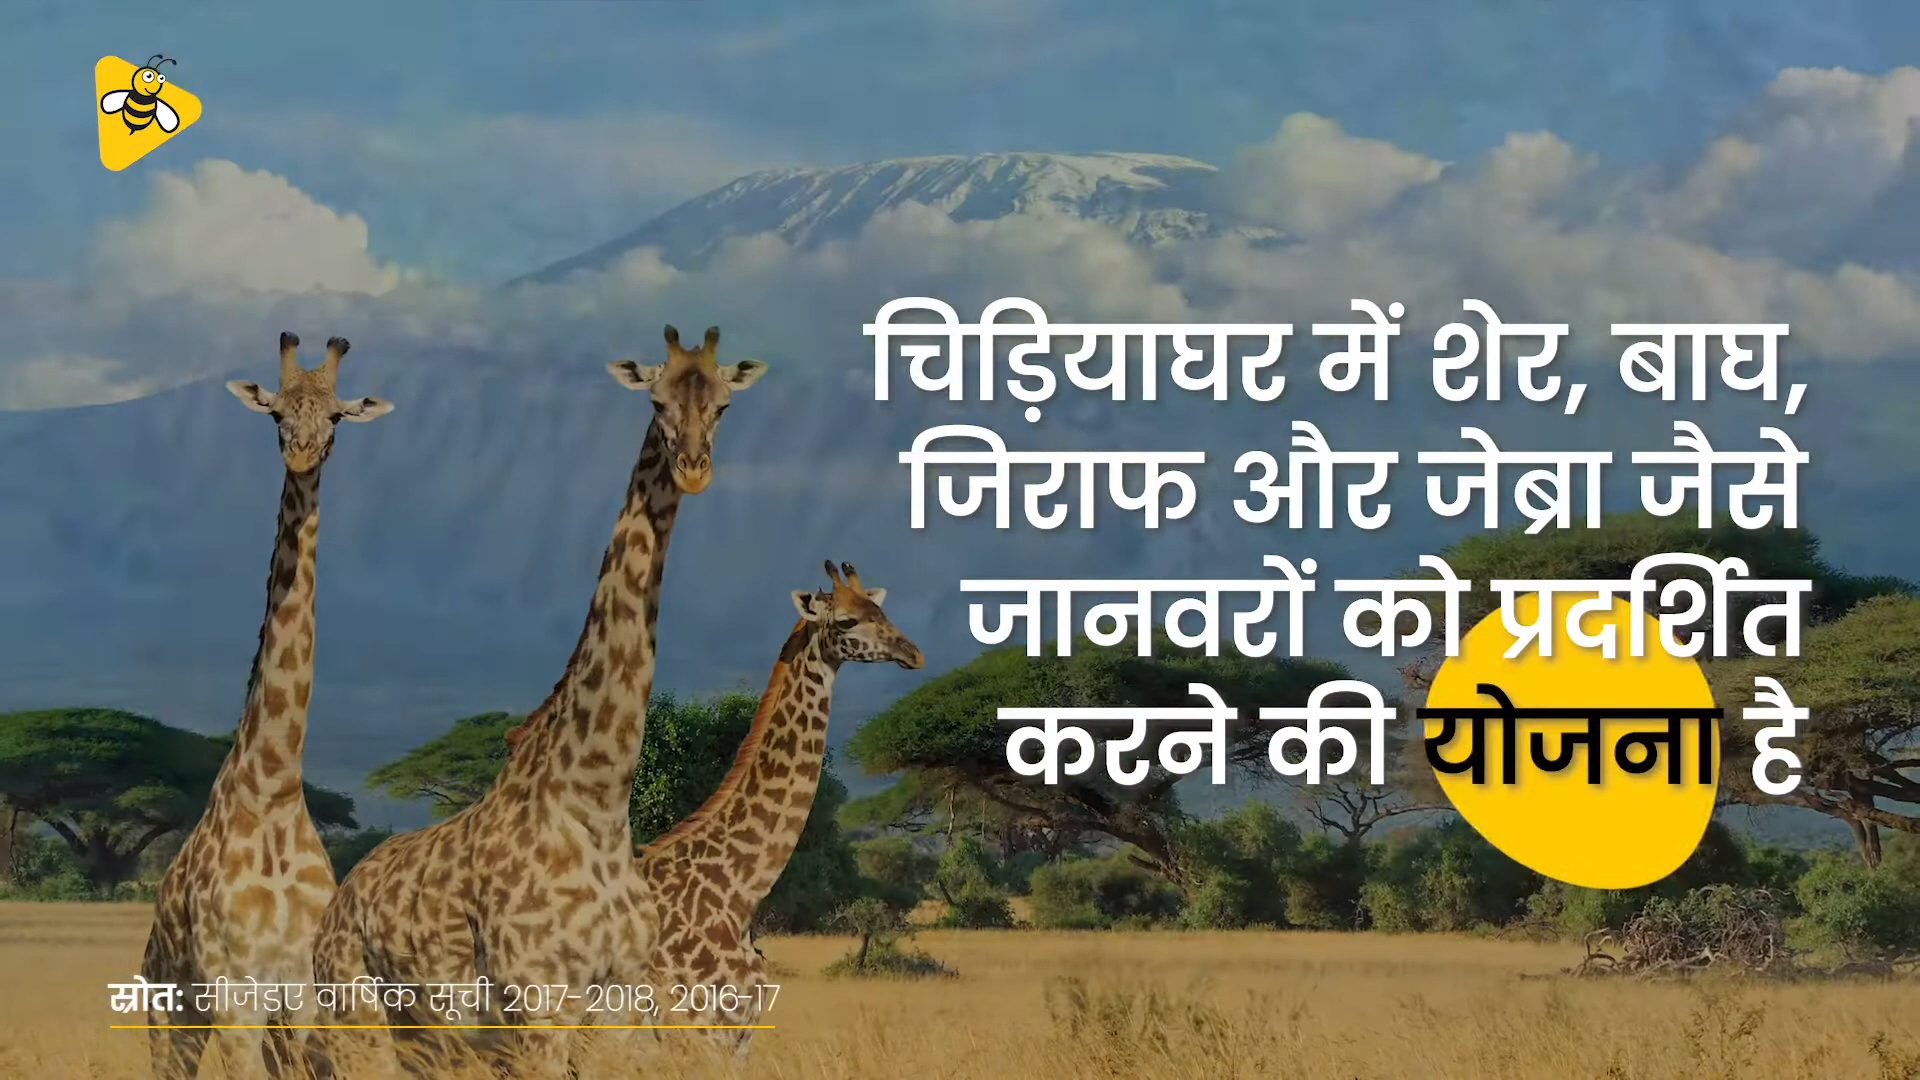 चिड़ियाघर में शेर, बाघ,
जिराफ और जेब्रा जैसे
जानवरों को प्रदर्शित
करने की योजना है
स्रोत: सीजेडए वार्षिक सूची 2017-2018, 2016-17